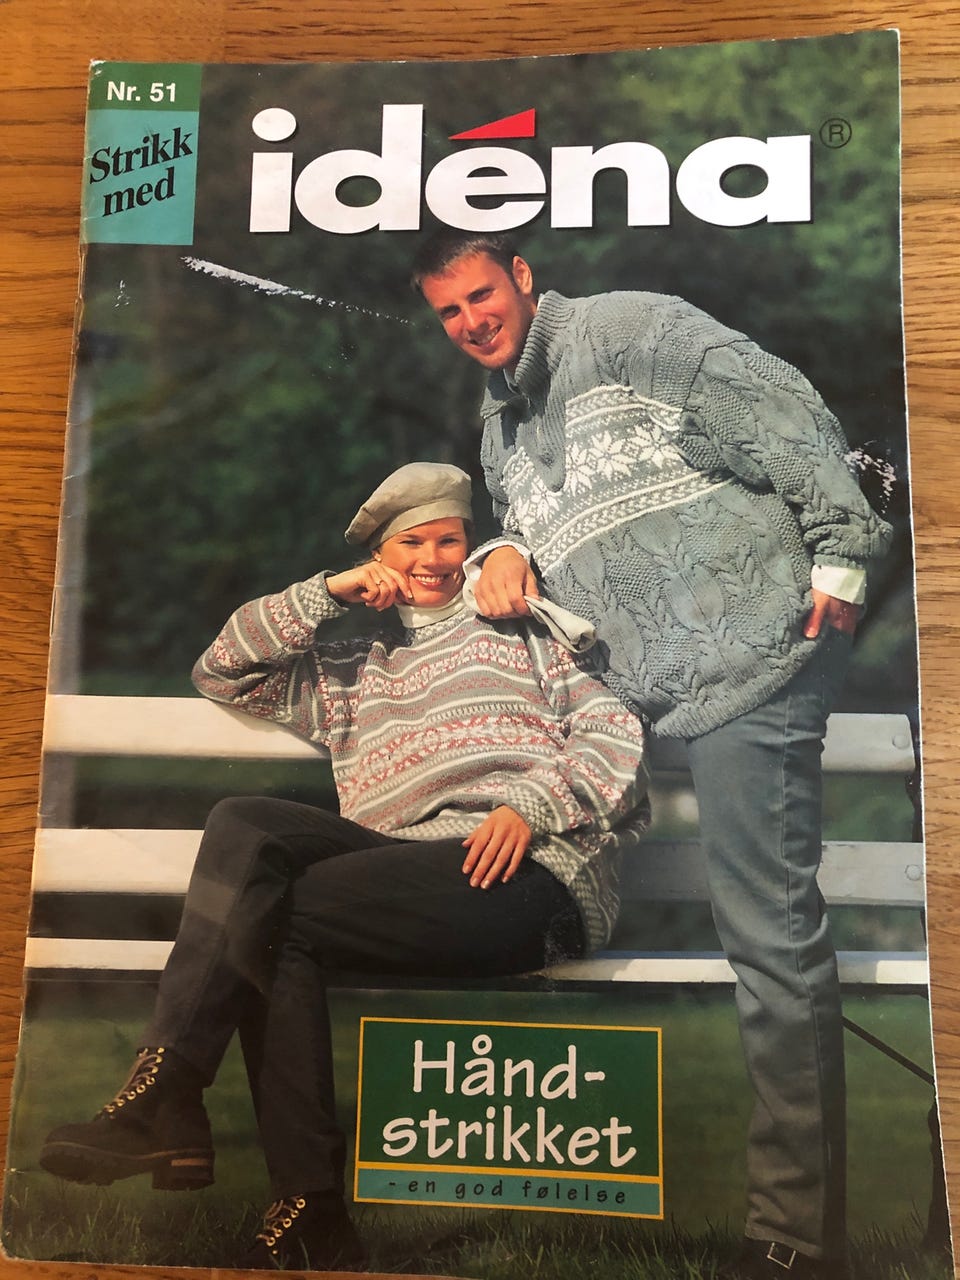 Nr. 51
Strikk
med
idéna®
Hånd-
strikket
- en god følelse